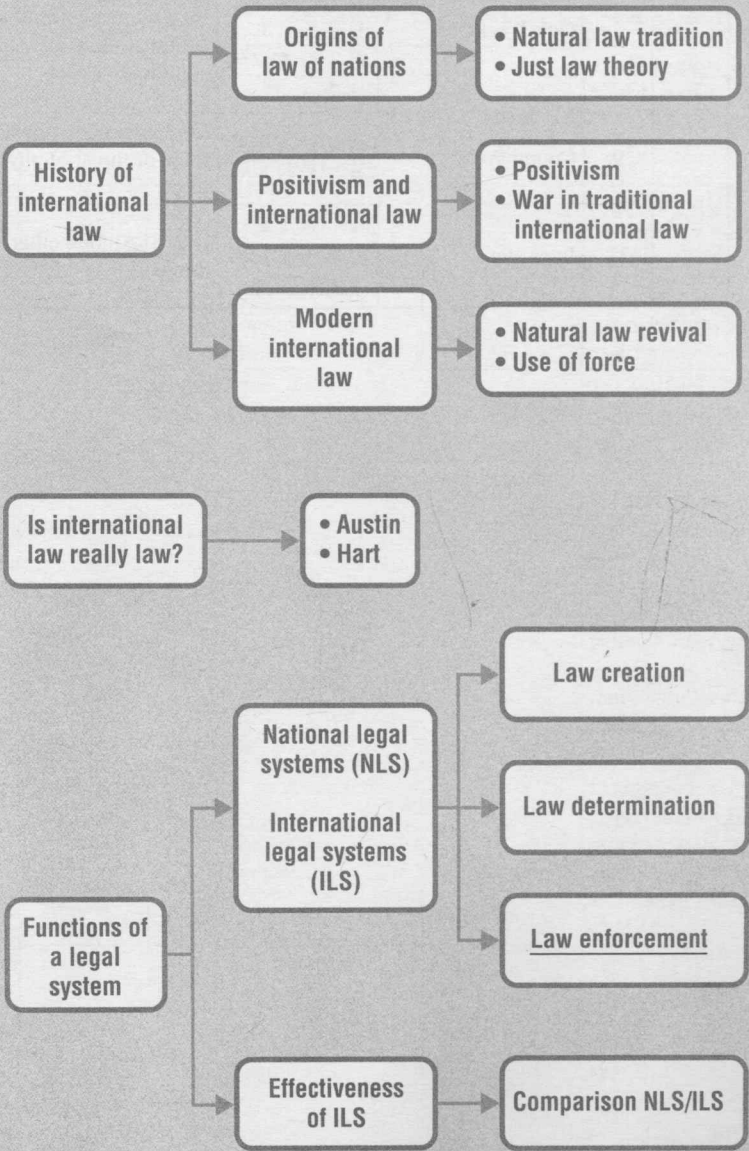 Origins of
law of nations
• Natural law tradition
• Just law theory
History of
international
law
Positivism and
international law
• Positivism
• War in traditional
international law
Modern
international
law
• Natural law revival
• Use of force
Is international
law really law?
• Austin
• Hart
Functions of
a legal
system
National legal
systems (NLS)
International
legal systems
(ILS)
Law creation
Law determination
Law enforcement
Effectiveness
of ILS
Comparison NLS/ILS